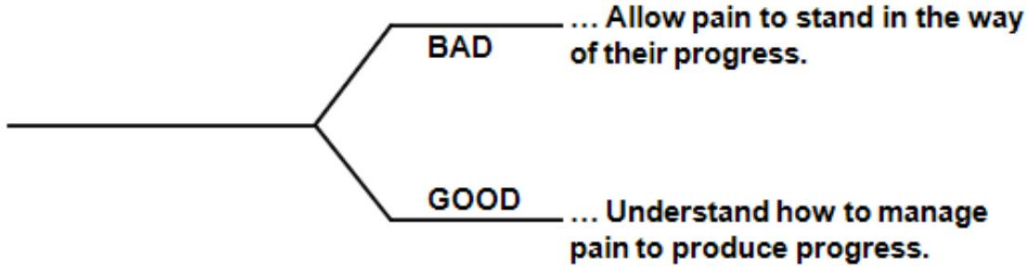 … Allow pain to stand in the way
BAD
of their progress.
GOOD
… Understand how to manage
pain to produce progress.